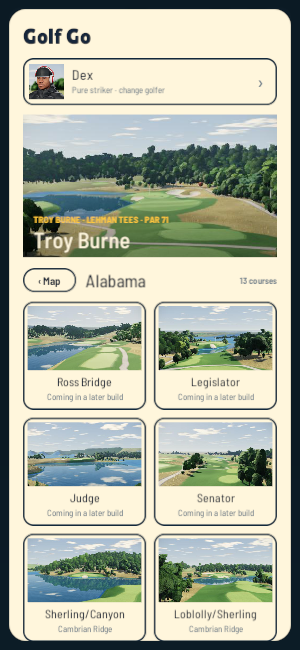 Golf Go
Dex
Pure striker · change golfer
›
TROY BURNE · LEHMAN TEES · PAR 71
Troy Burne
‹ Map
Alabama
13 courses
Ross Bridge
Legislator
Coming in a later build
Coming in a later build
Judge
Senator
Coming in a later build
Coming in a later build
Sherling/Canyon
Loblolly/Sherling
Cambrian Ridge
Cambrian Ridge